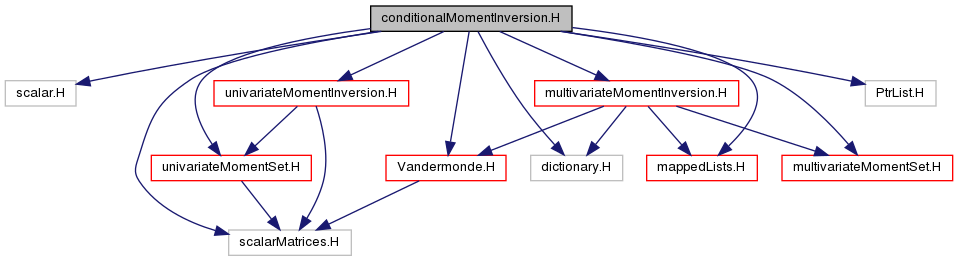 conditionalMomentInversion.H
scalar.H
univariateMomentInversion.H
multivariateMomentInversion.H
PtrList.H
univariateMomentSet.H
Vandermonde.H
dictionary.H
mappedLists.H
multivariateMomentSet.H
scalarMatrices.H